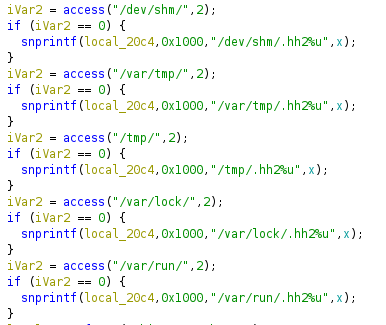 iVar2 = access("/dev/shm/",2);
if (iVar2 == 0) {
  snprintf(local_20c4,0x1000,"/dev/shm/.hh2%u",x);
}
iVar2 = access("/var/tmp/",2);
if (iVar2 == 0) {
  snprintf(local_20c4,0x1000,"/var/tmp/.hh2%u",x);
}
iVar2 = access("/tmp/",2);
if (iVar2 == 0) {
  snprintf(local_20c4,0x1000,"/tmp/.hh2%u",x);
}
iVar2 = access("/var/lock/",2);
if (iVar2 == 0) {
  snprintf(local_20c4,0x1000,"/var/lock/.hh2%u",x);
}
iVar2 = access("/var/run/",2);
if (iVar2 == 0) {
  snprintf(local_20c4,0x1000,"/var/run/.hh2%u",x);
}